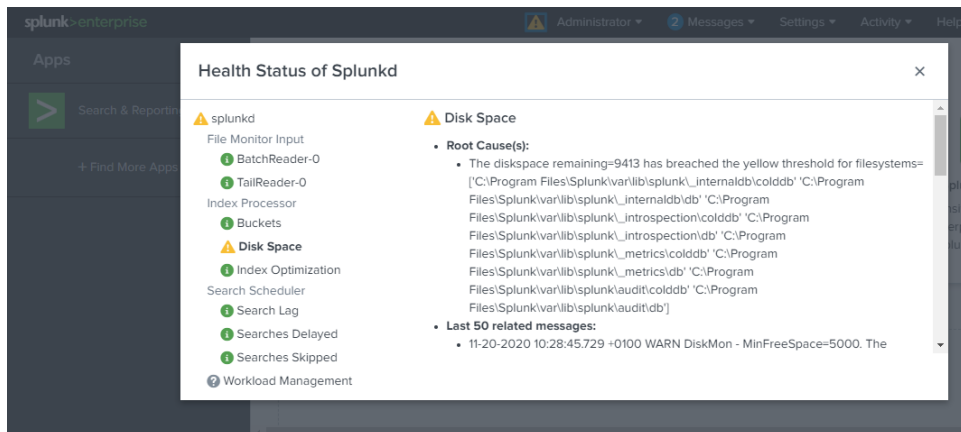 splunk>enterprise
Administrator
2 Messages
Settings
Activity
Help
Apps
Search & Reporting
+ Find More Apps
Health Status of Splunkd
splunkd
File Monitor Input
BatchReader-0
TailReader-0
Index Processor
Buckets
Disk Space
Index Optimization
Search Scheduler
Search Lag
Searches Delayed
Searches Skipped
Workload Management
Disk Space
Root Cause(s):
The diskspace remaining=9413 has breached the yellow threshold for filesystems=
['C:\Program Files\Splunk\var\lib\splunk\_internaldb\colddb' 'C:\Program
Files\Splunk\var\lib\splunk\_internaldb\db' 'C:\Program
Files\Splunk\var\lib\splunk\_introspection\colddb' 'C:\Program
Files\Splunk\var\lib\splunk\_introspection\db' 'C:\Program
Files\Splunk\var\lib\splunk\_metrics\colddb' 'C:\Program
Files\Splunk\var\lib\splunk\_metrics\db' 'C:\Program
Files\Splunk\var\lib\splunk\audit\colddb' 'C:\Program
Files\Splunk\var\lib\splunk\audit\db']
Last 50 related messages:
11-20-2020 10:28:45.729 +0100 WARN DiskMon - MinFreeSpace=5000. The